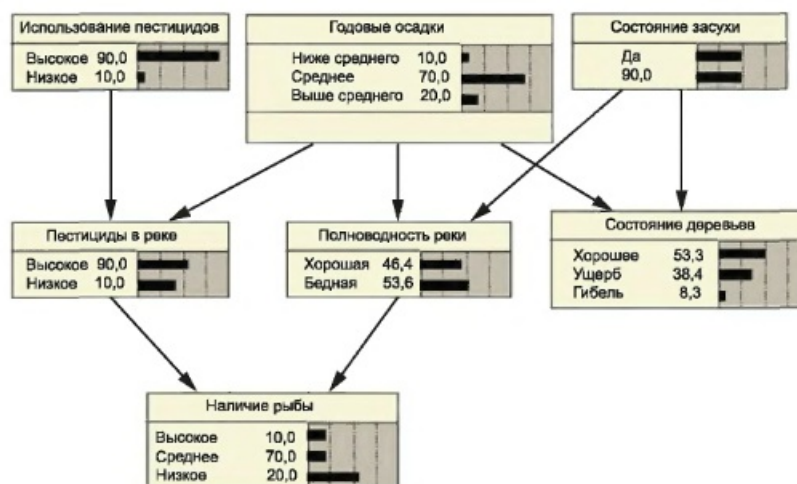 Использование пестицидов
Высокое 90,0
Низкое 10,0
Годовые осадки
Ниже среднего 10,0
Среднее 70,0
Выше среднего 20,0
Состояние засухи
Да
90,0
Пестициды в реке
Высокое 90,0
Низкое 10,0
Полноводность реки
Хорошая 46,4
Бедная 53,6
Состояние деревьев
Хорошее 53,3
Ущерб 38,4
Гибель 8,3
Наличие рыбы
Высокое 10,0
Среднее 70,0
Низкое 20,0